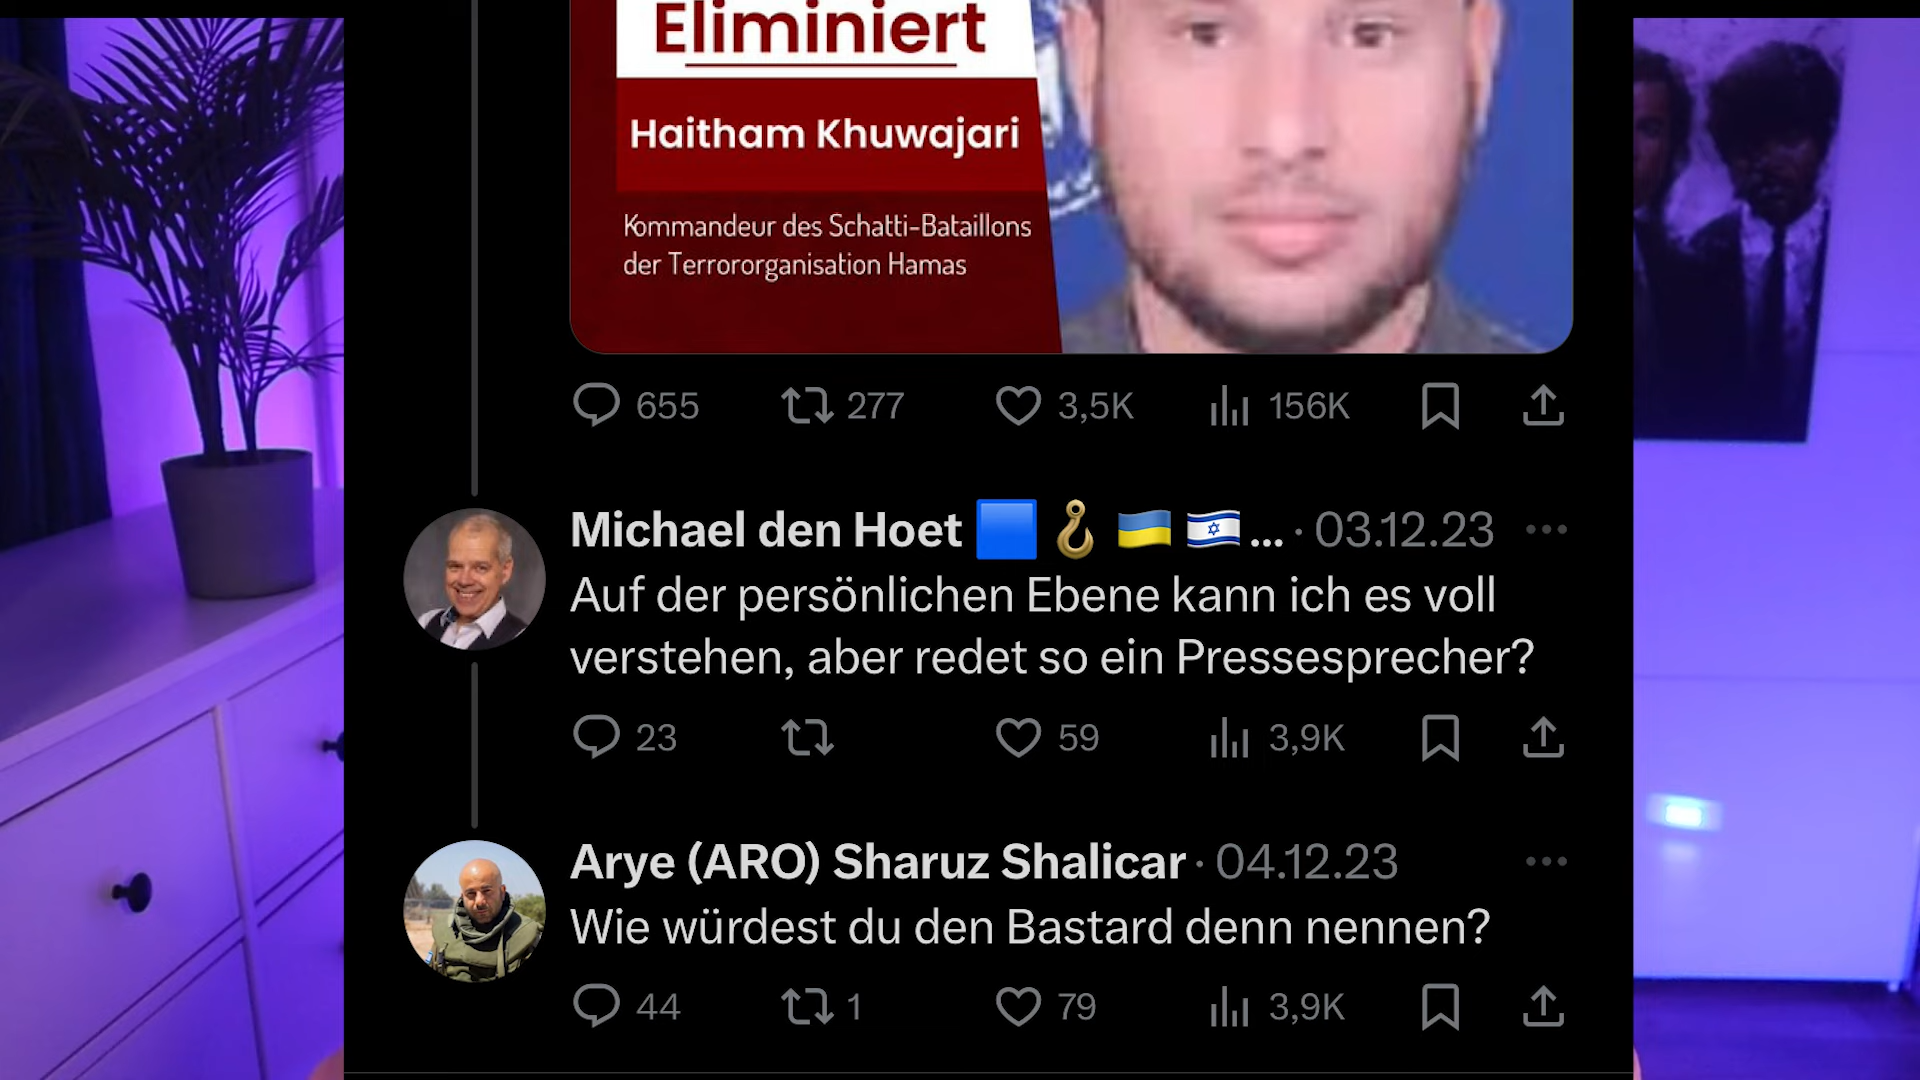 Eliminiert
Haitham Khuwajari
Kommandeur des Schatti-Bataillons
der Terrororganisation Hamas
655 277 3,5K 156K
Michael den Hoet 🟦 🪝 🇺🇦 🇮🇱... · 03.12.23
Auf der persönlichen Ebene kann ich es voll
verstehen, aber redet so ein Pressesprecher?
23 59 3,9K
Arye (ARO) Sharuz Shalicar · 04.12.23
Wie würdest du den Bastard denn nennen?
44 1 79 3,9K